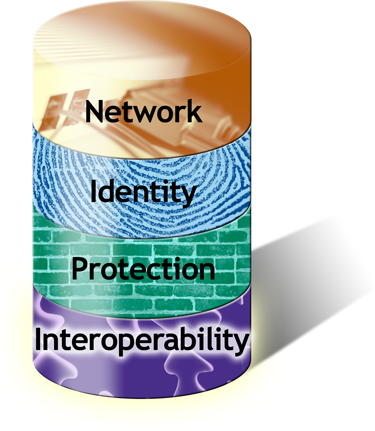 Network
Identity
Protection
Interoperability